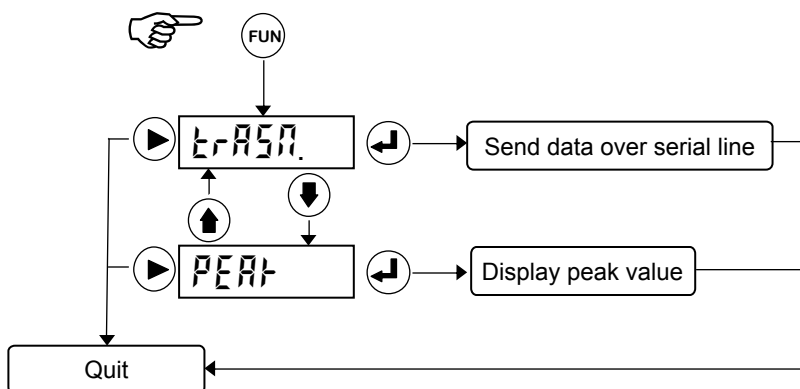 FUN
trASM.
Send data over serial line
PEAK
Display peak value
Quit